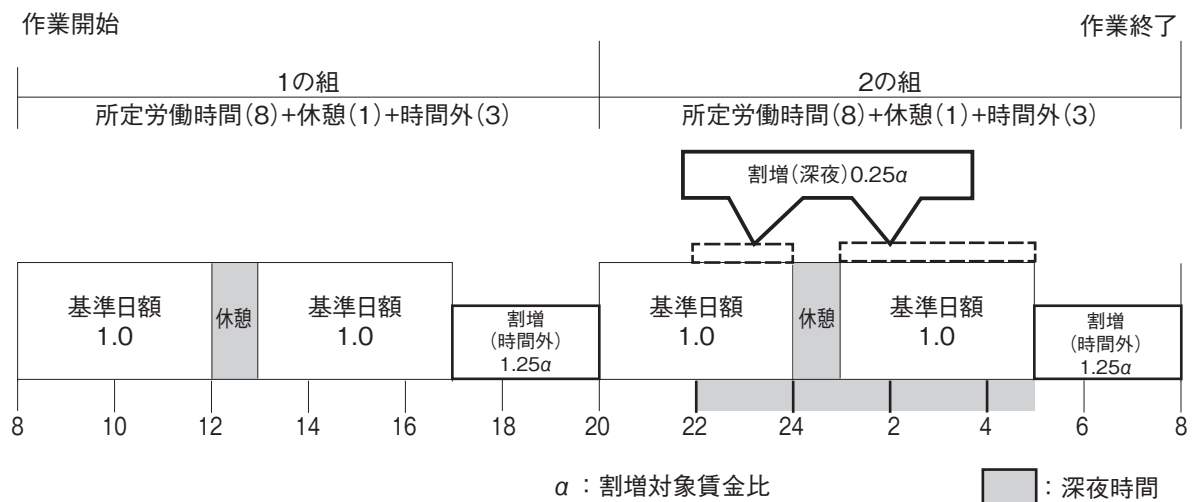 作業開始
作業終了
1の組
2の組
所定労働時間(8)+休憩(1)+時間外(3)
所定労働時間(8)+休憩(1)+時間外(3)
割増(深夜)0.25α
基準日額
1.0
休憩
基準日額
1.0
割増
(時間外)
1.25α
基準日額
1.0
休憩
基準日額
1.0
割増
(時間外)
1.25α
8 10 12 14 16 18 20 22 24 2 4 6 8
α:割増対象賃金比
:深夜時間